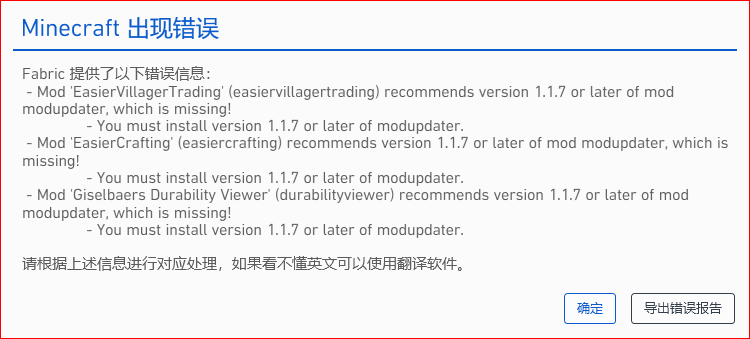 Minecraft 出现错误
Fabric 提供了以下错误信息：
- Mod 'EasierVillagerTrading' (easiervillagertrading) recommends version 1.1.7 or later of mod
modupdater, which is missing!
- You must install version 1.1.7 or later of modupdater.
- Mod 'EasierCrafting' (easiercrafting) recommends version 1.1.7 or later of mod modupdater, which is
missing!
- You must install version 1.1.7 or later of modupdater.
- Mod 'Giselbaers Durability Viewer' (durabilityviewer) recommends version 1.1.7 or later of mod
modupdater, which is missing!
- You must install version 1.1.7 or later of modupdater.
请根据上述信息进行对应处理，如果看不懂英文可以使用翻译软件。
确定 导出错误报告